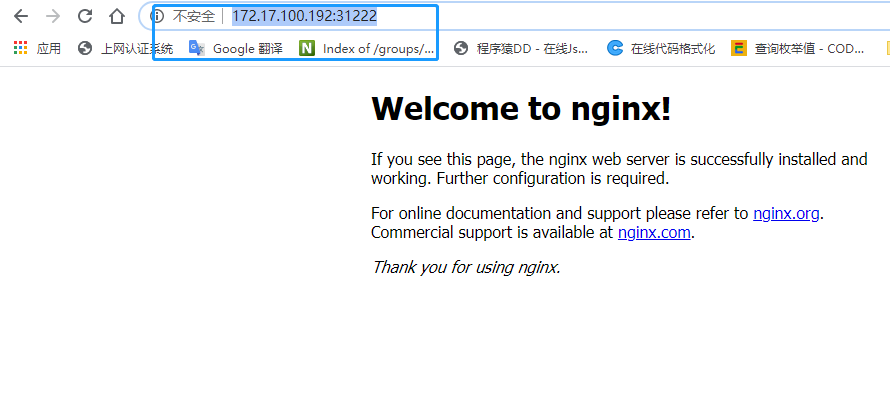 不安全 172.17.100.192:31222
应用 上网认证系统 Google 翻译 Index of /groups/... 程序猿DD - 在线Js... 在线代码格式化 查询枚举值 - COD...
Welcome to nginx!
If you see this page, the nginx web server is successfully installed and
working. Further configuration is required.
For online documentation and support please refer to nginx.org.
Commercial support is available at nginx.com.
Thank you for using nginx.